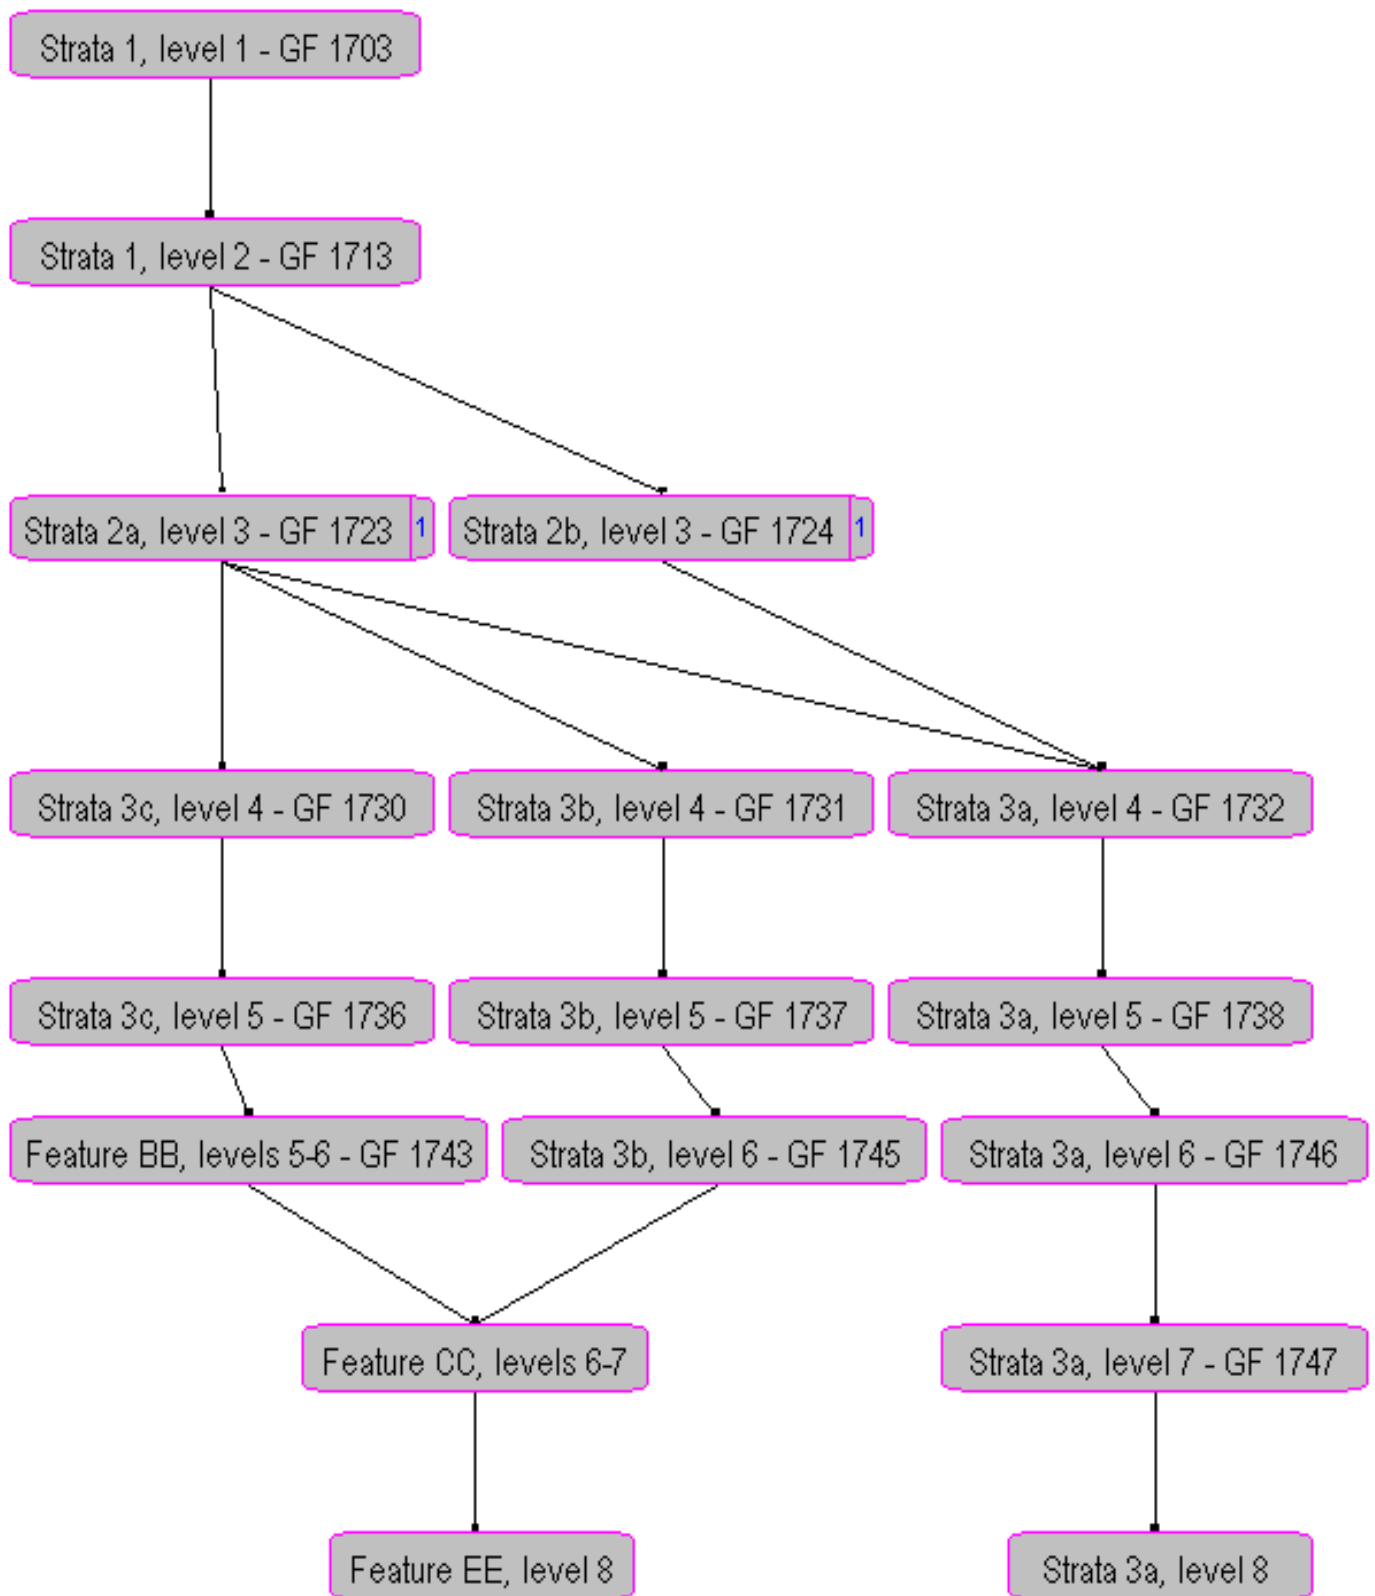 Strata 1, level 1 - GF 1703
Strata 1, level 2 - GF 1713
Strata 2a, level 3 - GF 1723 1
Strata 2b, level 3 - GF 1724 1
Strata 3c, level 4 - GF 1730
Strata 3b, level 4 - GF 1731
Strata 3a, level 4 - GF 1732
Strata 3c, level 5 - GF 1736
Strata 3b, level 5 - GF 1737
Strata 3a, level 5 - GF 1738
Feature BB, levels 5-6 - GF 1743
Strata 3b, level 6 - GF 1745
Strata 3a, level 6 - GF 1746
Feature CC, levels 6-7
Strata 3a, level 7 - GF 1747
Feature EE, level 8
Strata 3a, level 8